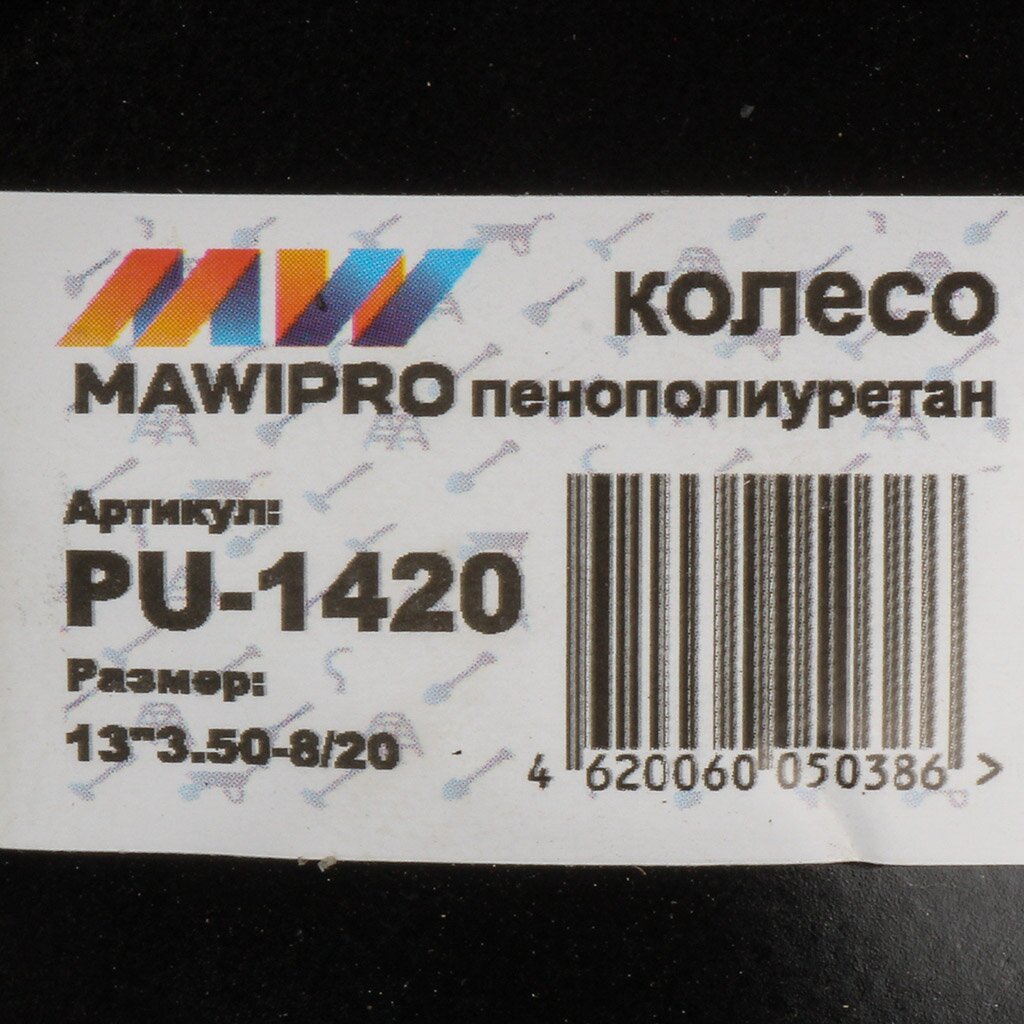 MW
колесо
MAWIPRO пенополиуретан
Артикул:
PU-1420
Размер:
13"3.50-8/20
4 620060 050386 >